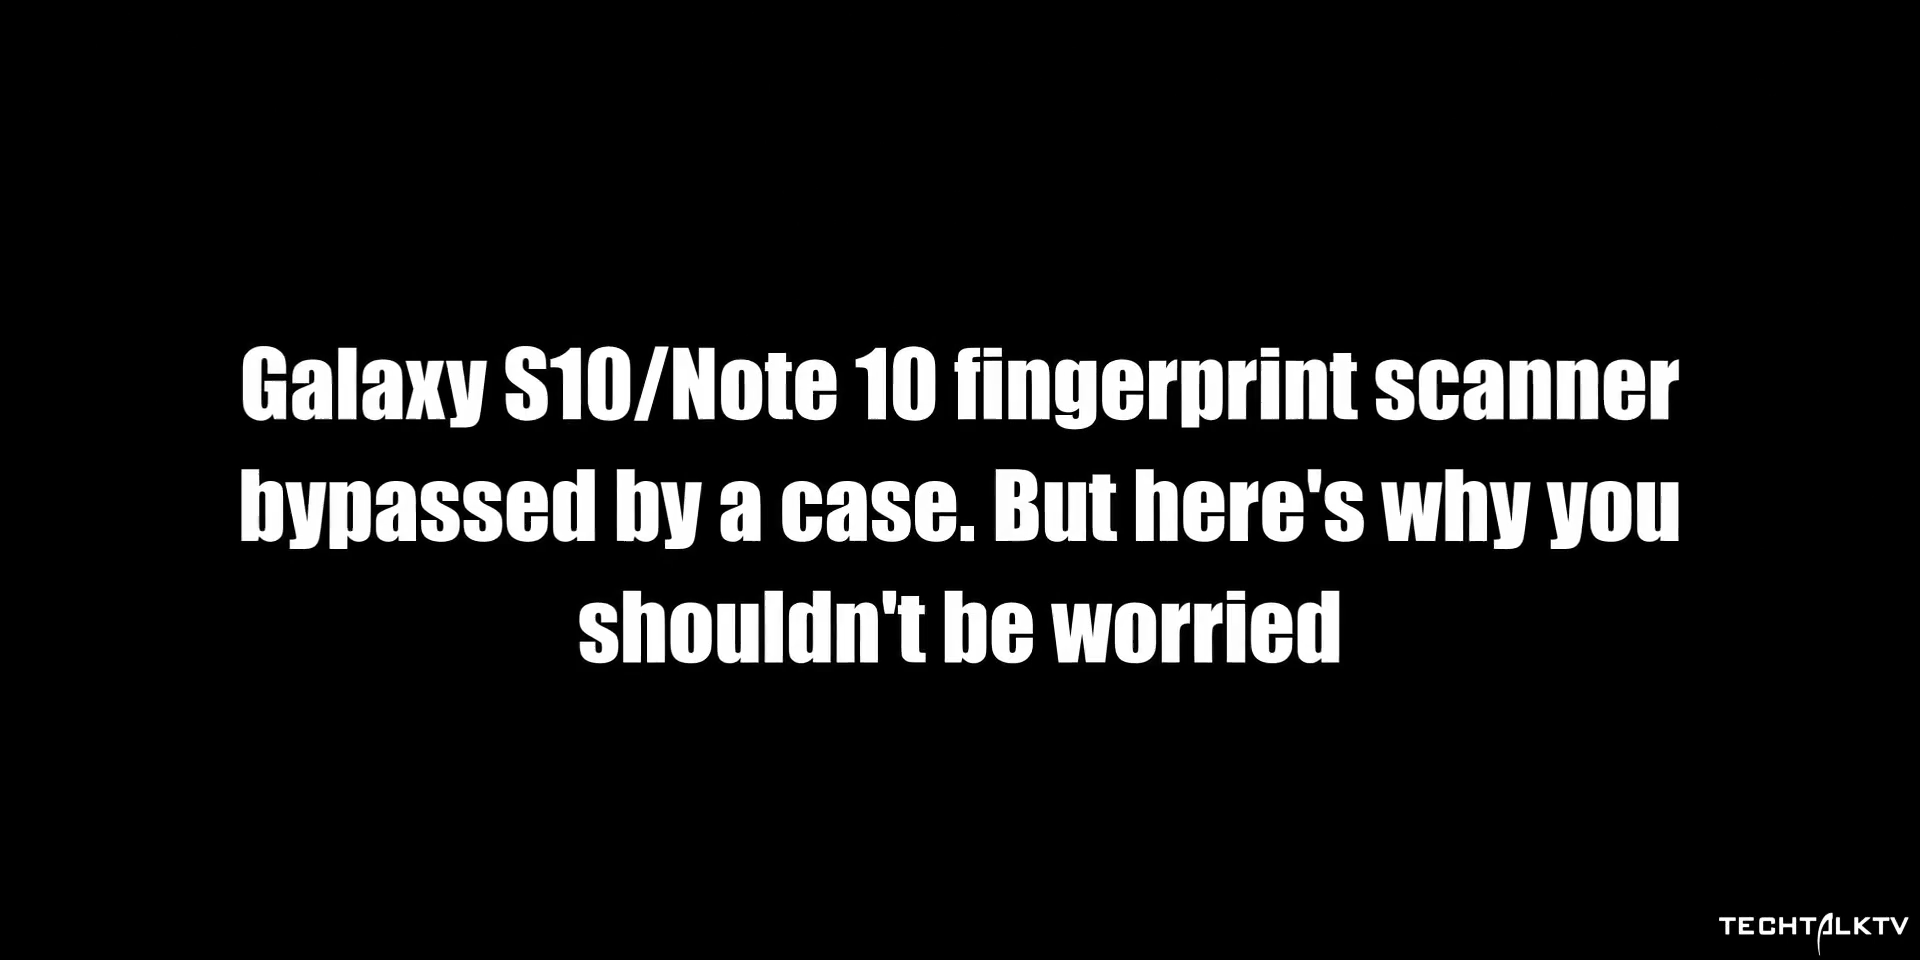 Galaxy S10/Note 10 fingerprint scanner
bypassed by a case. But here's why you
shouldn't be worried
TECHTALKTV